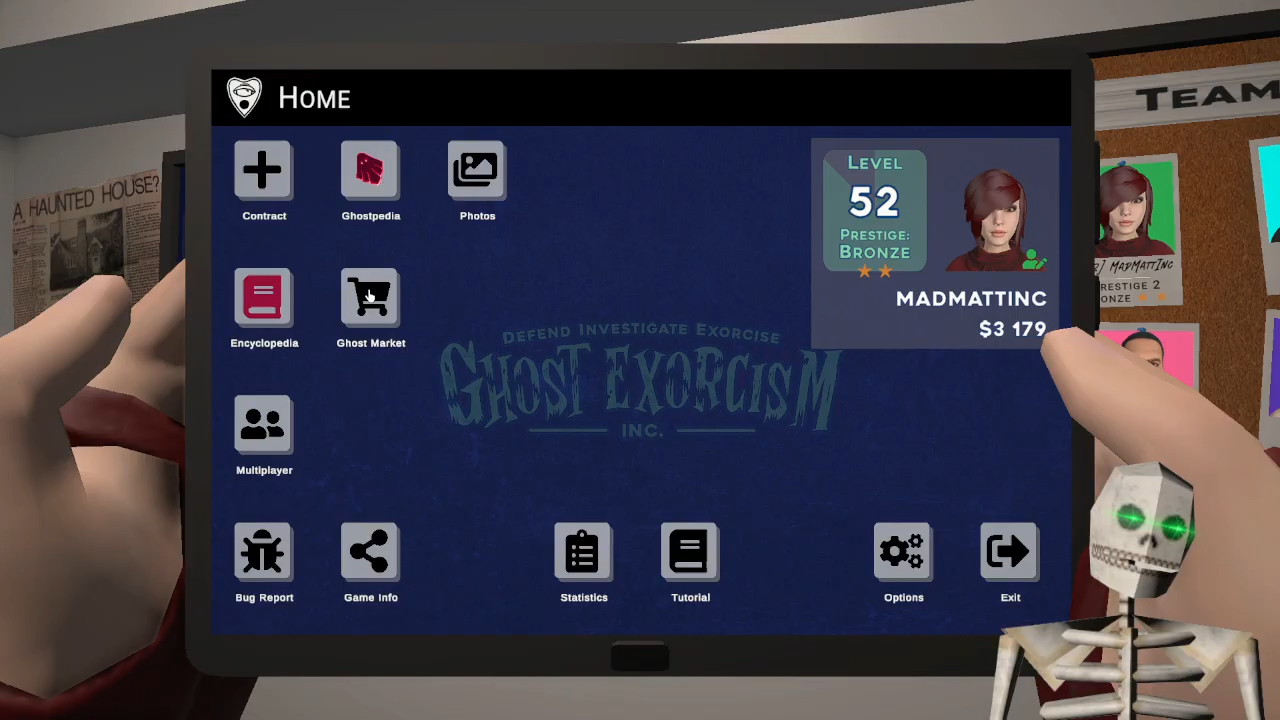 HOME
TEAM
A HAUNTED HOUSE?
Contract
Ghostpedia
Photos
LEVEL
52
PRESTIGE:
BRONZE
MADMATTINC
$3 179
MADMATTINC
PRESTIGE 2
Encyclopedia
Ghost Market
DEFEND INVESTIGATE EXORCISE
GHOST EXORCISM
INC.
Multiplayer
Bug Report
Game Info
Statistics
Tutorial
Options
Exit